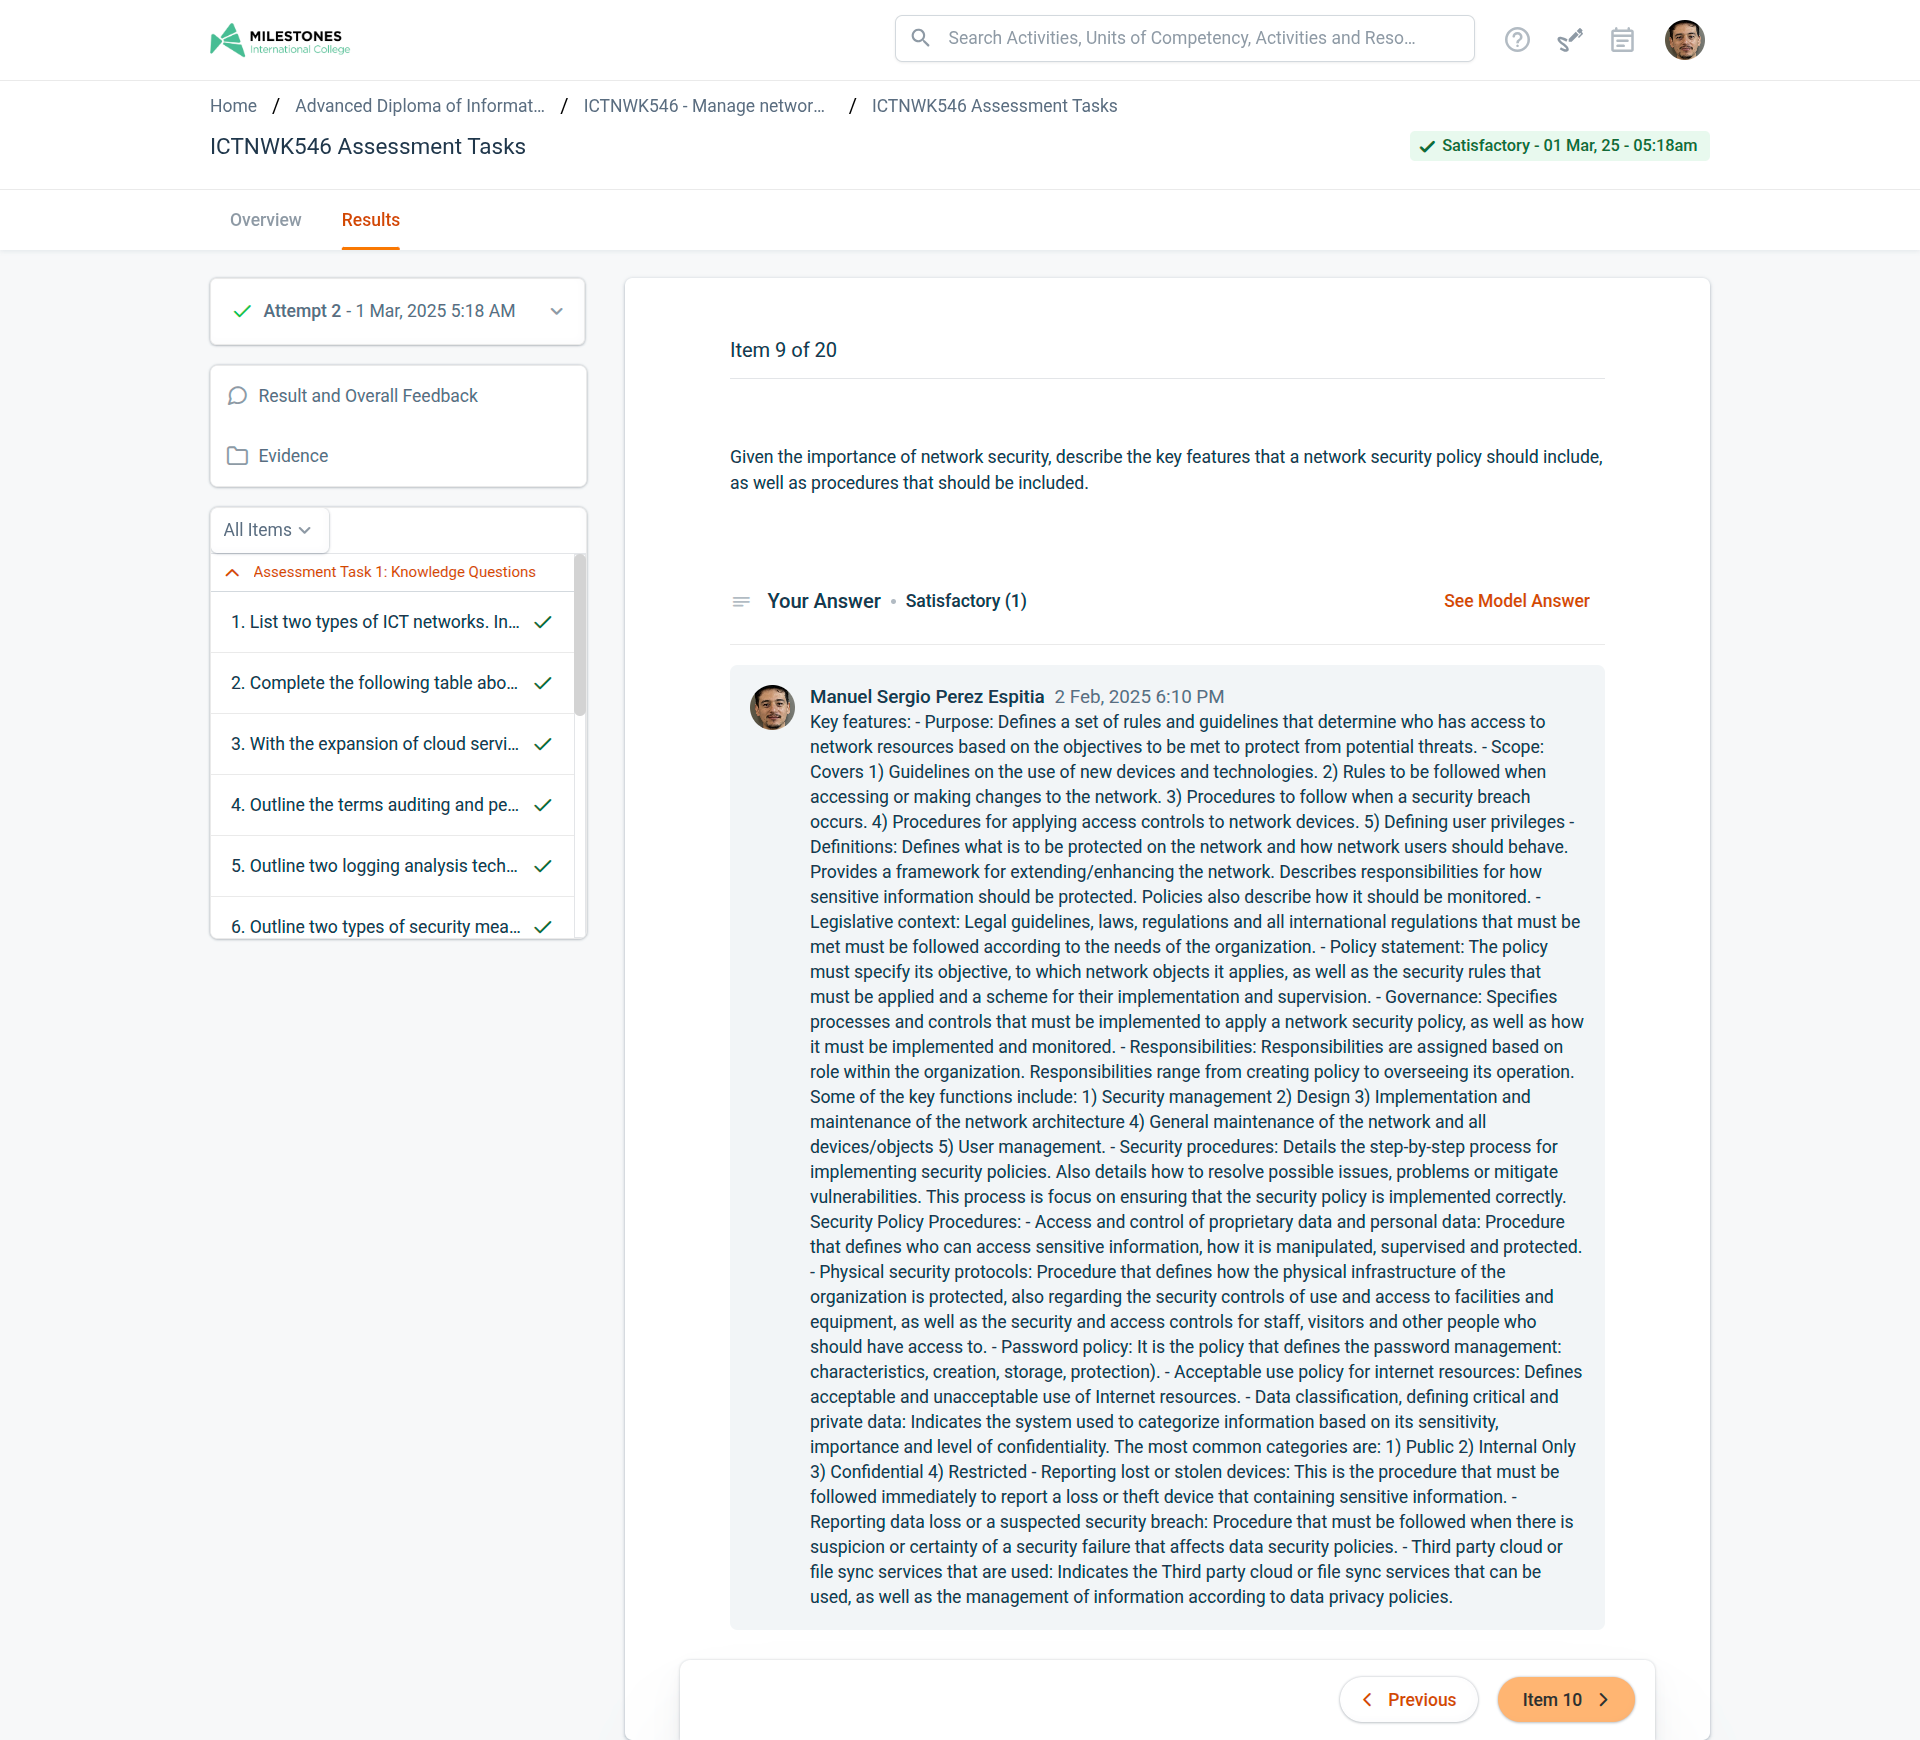 MILESTONES
International College
Search Activities, Units of Competency, Activities and Reso...
Home / Advanced Diploma of Informat... / ICTNWK546 - Manage networ... / ICTNWK546 Assessment Tasks
ICTNWK546 Assessment Tasks
Satisfactory - 01 Mar, 25 - 05:18am
Overview
Results
Attempt 2 - 1 Mar, 2025 5:18 AM
Result and Overall Feedback
Evidence
All Items
Assessment Task 1: Knowledge Questions
1. List two types of ICT networks. In...
2. Complete the following table abo...
3. With the expansion of cloud servi...
4. Outline the terms auditing and pe...
5. Outline two logging analysis tech...
6. Outline two types of security mea...
Item 9 of 20
Given the importance of network security, describe the key features that a network security policy should include,
as well as procedures that should be included.
Your Answer • Satisfactory (1)
See Model Answer
Manuel Sergio Perez Espitia 2 Feb, 2025 6:10 PM
Key features: - Purpose: Defines a set of rules and guidelines that determine who has access to
network resources based on the objectives to be met to protect from potential threats. - Scope:
Covers 1) Guidelines on the use of new devices and technologies. 2) Rules to be followed when
accessing or making changes to the network. 3) Procedures to follow when a security breach
occurs. 4) Procedures for applying access controls to network devices. 5) Defining user privileges -
Definitions: Defines what is to be protected on the network and how network users should behave.
Provides a framework for extending/enhancing the network. Describes responsibilities for how
sensitive information should be protected. Policies also describe how it should be monitored. -
Legislative context: Legal guidelines, laws, regulations and all international regulations that must be
met must be followed according to the needs of the organization. - Policy statement: The policy
must specify its objective, to which network objects it applies, as well as the security rules that
must be applied and a scheme for their implementation and supervision. - Governance: Specifies
processes and controls that must be implemented to apply a network security policy, as well as how
it must be implemented and monitored. - Responsibilities: Responsibilities are assigned based on
role within the organization. Responsibilities range from creating policy to overseeing its operation.
Some of the key functions include: 1) Security management 2) Design 3) Implementation and
maintenance of the network architecture 4) General maintenance of the network and all
devices/objects 5) User management. - Security procedures: Details the step-by-step process for
implementing security policies. Also details how to resolve possible issues, problems or mitigate
vulnerabilities. This process is focus on ensuring that the security policy is implemented correctly.
Security Policy Procedures: - Access and control of proprietary data and personal data: Procedure
that defines who can access sensitive information, how it is manipulated, supervised and protected.
- Physical security protocols: Procedure that defines how the physical infrastructure of the
organization is protected, also regarding the security controls of use and access to facilities and
equipment, as well as the security and access controls for staff, visitors and other people who
should have access to. - Password policy: It is the policy that defines the password management:
characteristics, creation, storage, protection). - Acceptable use policy for internet resources: Defines
acceptable and unacceptable use of Internet resources. - Data classification, defining critical and
private data: Indicates the system used to categorize information based on its sensitivity,
importance and level of confidentiality. The most common categories are: 1) Public 2) Internal Only
3) Confidential 4) Restricted - Reporting lost or stolen devices: This is the procedure that must be
followed immediately to report a loss or theft device that containing sensitive information. -
Reporting data loss or a suspected security breach: Procedure that must be followed when there is
suspicion or certainty of a security failure that affects data security policies. - Third party cloud or
file sync services that are used: Indicates the Third party cloud or file sync services that can be
used, as well as the management of information according to data privacy policies.
Previous
Item 10